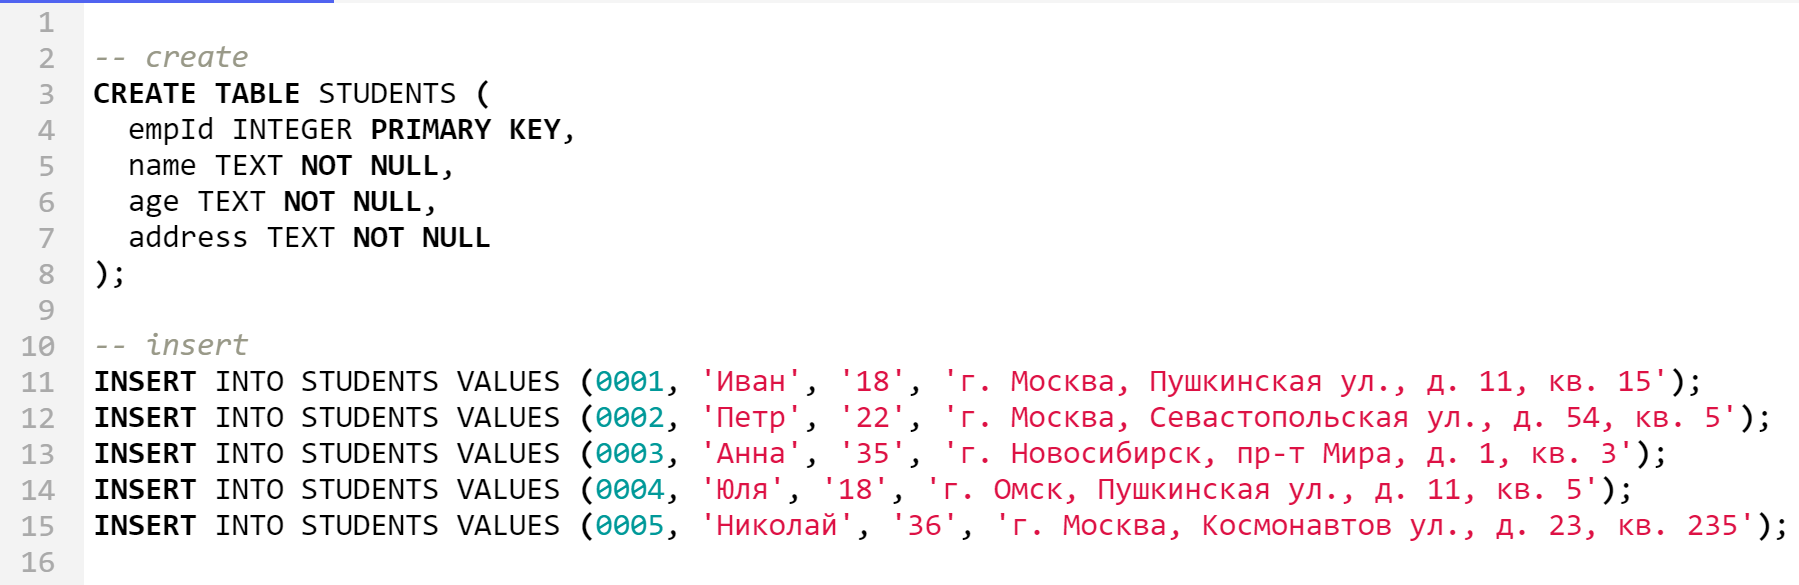 1
2 -- create
3 CREATE TABLE STUDENTS (
4 empId INTEGER PRIMARY KEY,
5 name TEXT NOT NULL,
6 age TEXT NOT NULL,
7 address TEXT NOT NULL
8 );
9
10 -- insert
11 INSERT INTO STUDENTS VALUES (0001, 'Иван', '18', 'г. Москва, Пушкинская ул., д. 11, кв. 15');
12 INSERT INTO STUDENTS VALUES (0002, 'Петр', '22', 'г. Москва, Севастопольская ул., д. 54, кв. 5');
13 INSERT INTO STUDENTS VALUES (0003, 'Анна', '35', 'г. Новосибирск, пр-т Мира, д. 1, кв. 3');
14 INSERT INTO STUDENTS VALUES (0004, 'Юля', '18', 'г. Омск, Пушкинская ул., д. 11, кв. 5');
15 INSERT INTO STUDENTS VALUES (0005, 'Николай', '36', 'г. Москва, Космонавтов ул., д. 23, кв. 235');
16